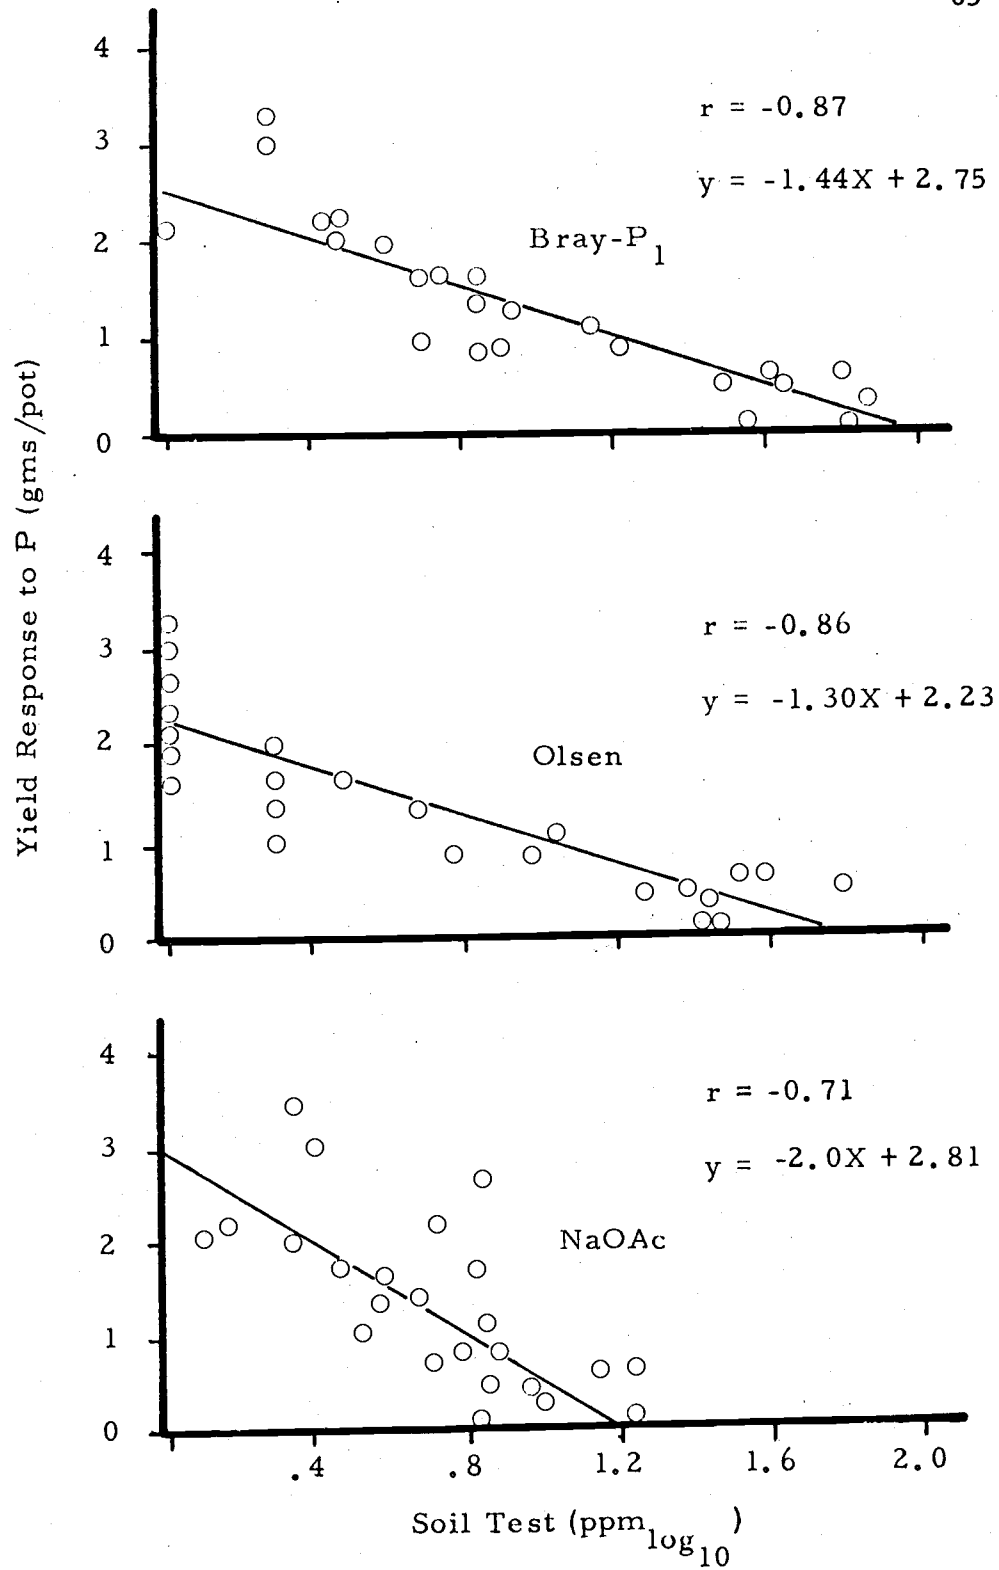 4
3
2
1
0
r = -0.87
y = -1.44X + 2.75
Bray-P1
Yield Response to P (gms/pot)
4
3
2
1
0
r = -0.86
y = -1.30X + 2.23
Olsen
4
3
2
1
0
r = -0.71
y = -2.0X + 2.81
NaOAc
.4 .8 1.2 1.6 2.0
Soil Test (ppm log10)